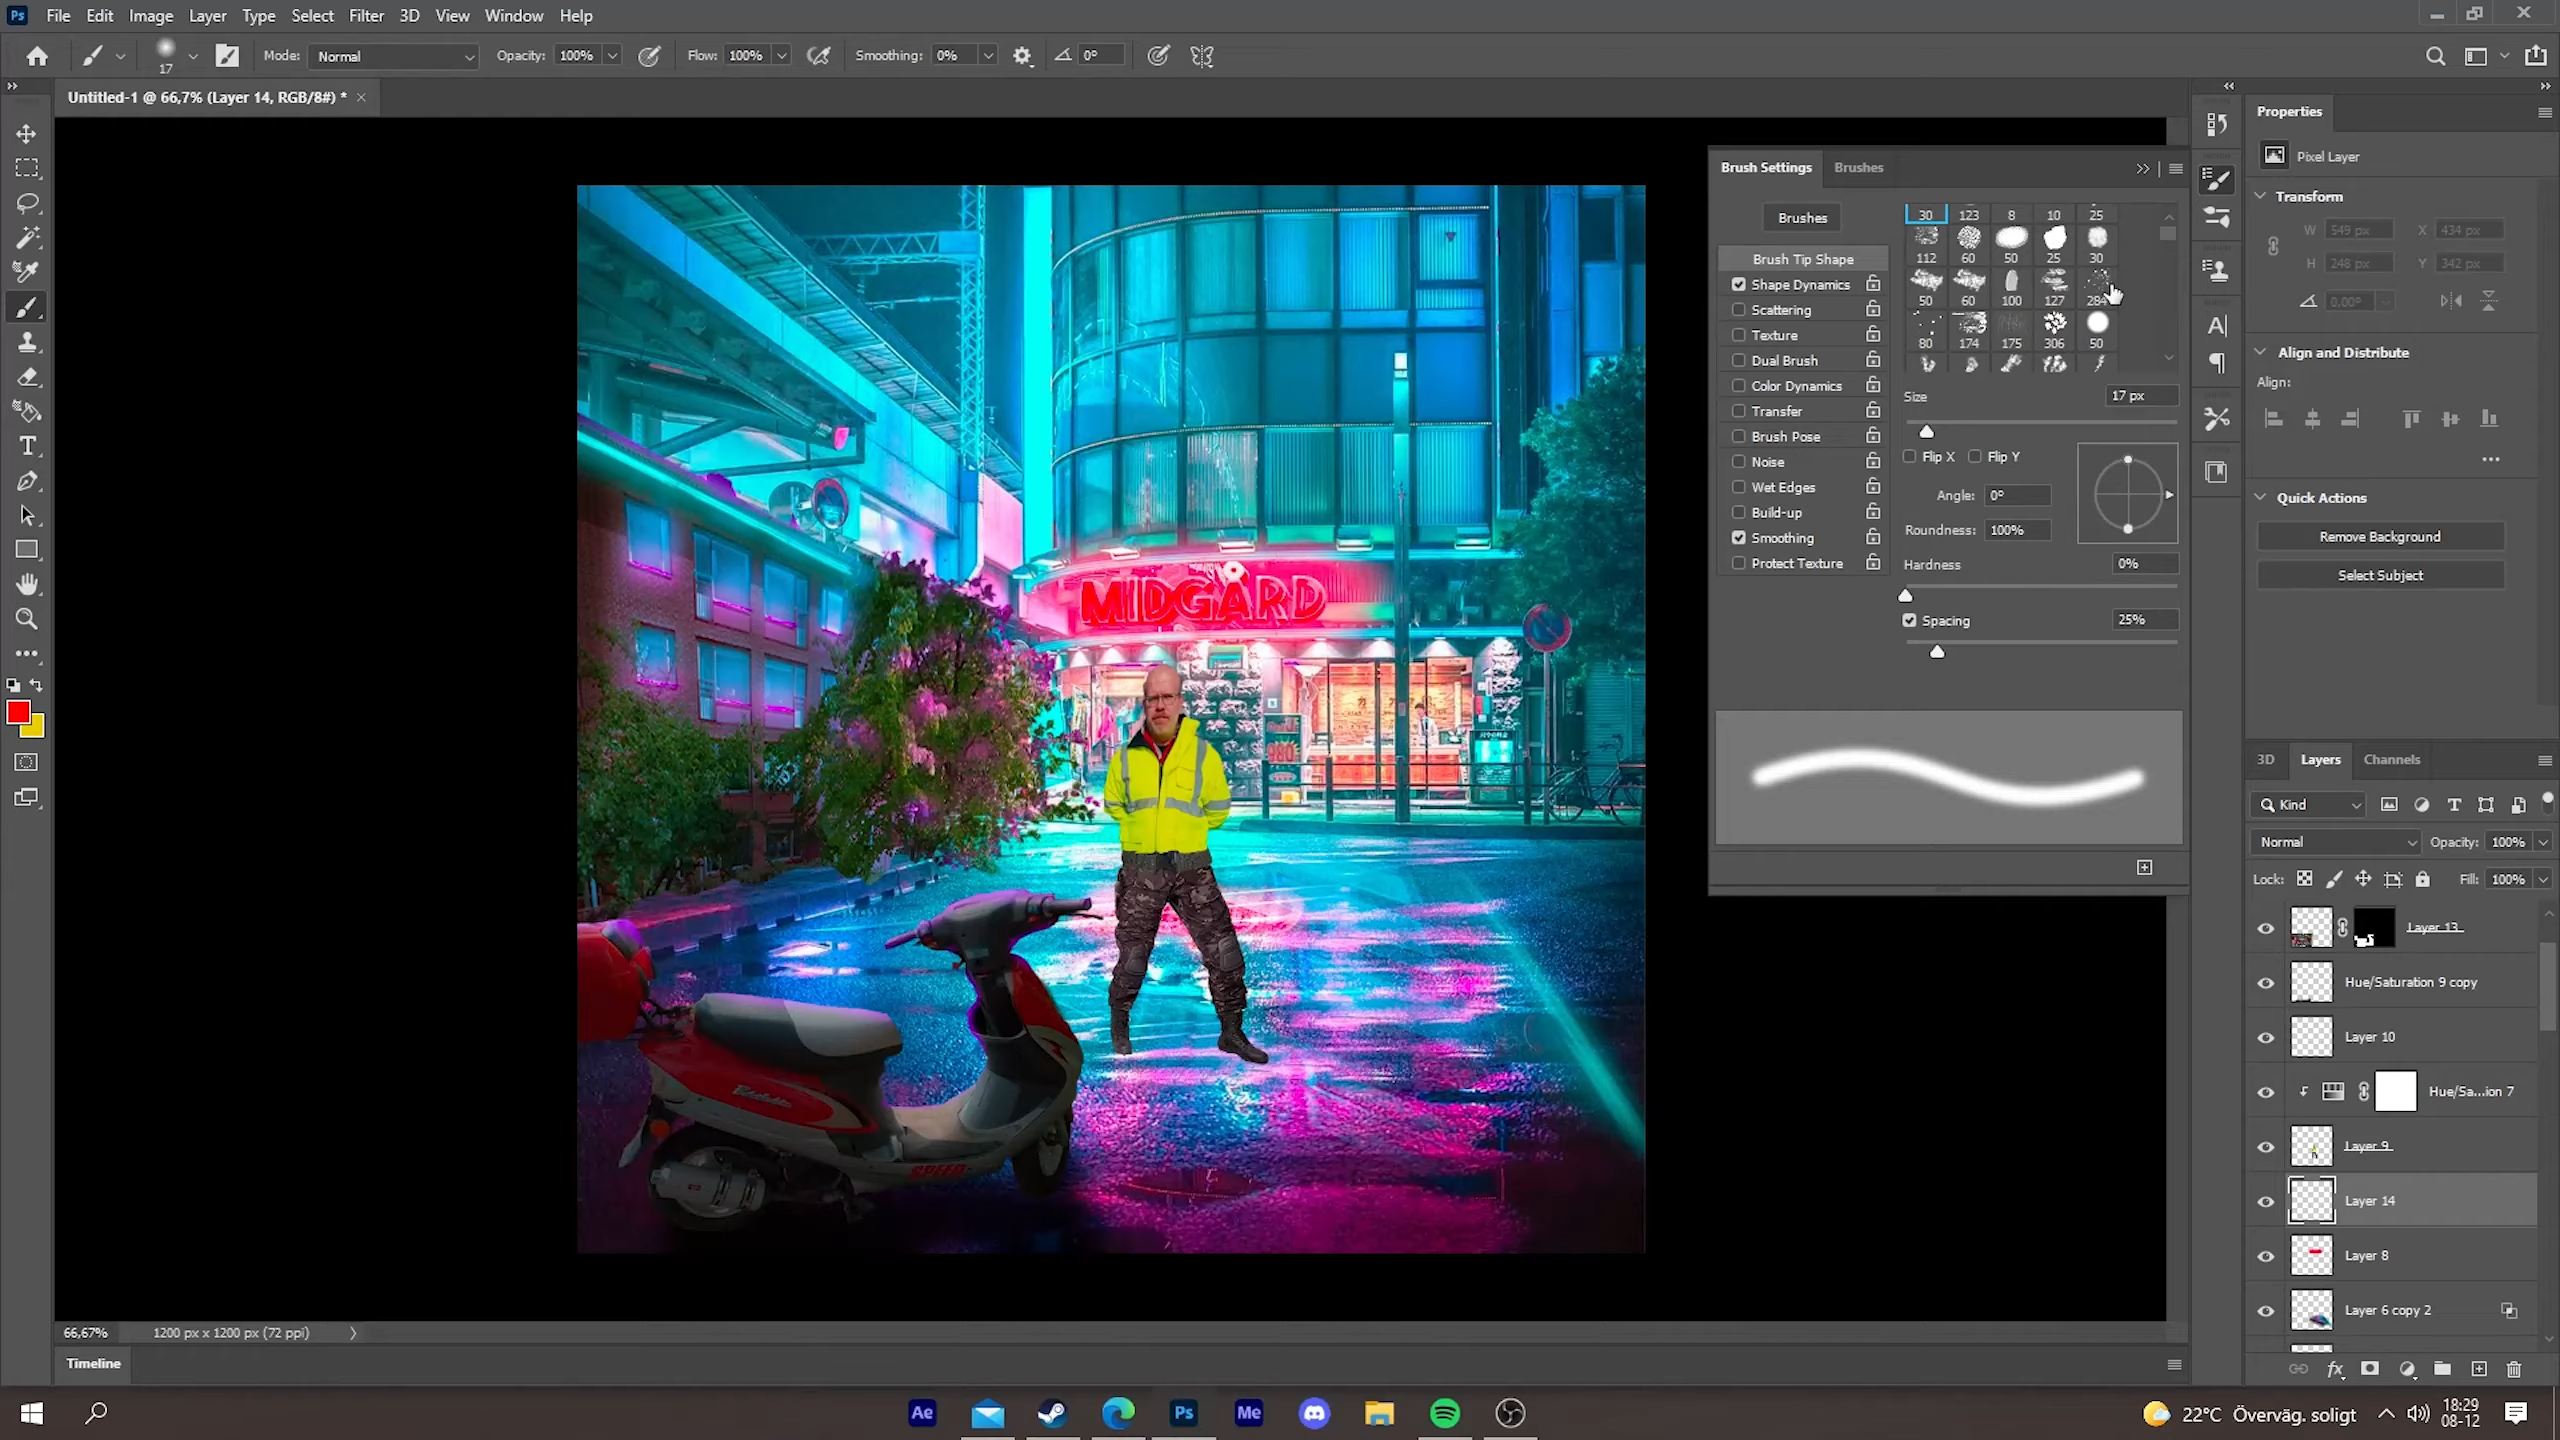 File Edit Image Layer Type Select Filter 3D View Window Help
17 Mode: Normal Opacity: 100% Flow: 100% Smoothing: 0% 0°
Untitled-1 @ 66,7% (Layer 14, RGB/8#) *
Brush Settings Brushes
Brushes
Brush Tip Shape
Shape Dynamics
Scattering
Texture
Dual Brush
Color Dynamics
Transfer
Brush Pose
Noise
Wet Edges
Build-up
Smoothing
Protect Texture
30 123 8 10 25
112 60 50 25 30
50 60 100 127 284
80 174 175 306 50
Size 17 px
Flip X Flip Y
Angle: 0°
Roundness: 100%
Hardness 0%
Spacing 25%
Properties
Pixel Layer
Transform
W 549 px X 434 px
H 248 px Y 342 px
0,00°
Align and Distribute
Align:
Quick Actions
Remove Background
Select Subject
3D Layers Channels
Kind
Normal Opacity: 100%
Lock: Fill: 100%
Layer 13
Hue/Saturation 9 copy
Layer 10
Hue/Sa...ion 7
Layer 9
Layer 14
Layer 8
Layer 6 copy 2
MIDGARD
980
SPEED
66,67% 1200 px x 1200 px (72 ppi)
Timeline
Ae Ps Me
22°C Överväg. soligt 18:29
08-12